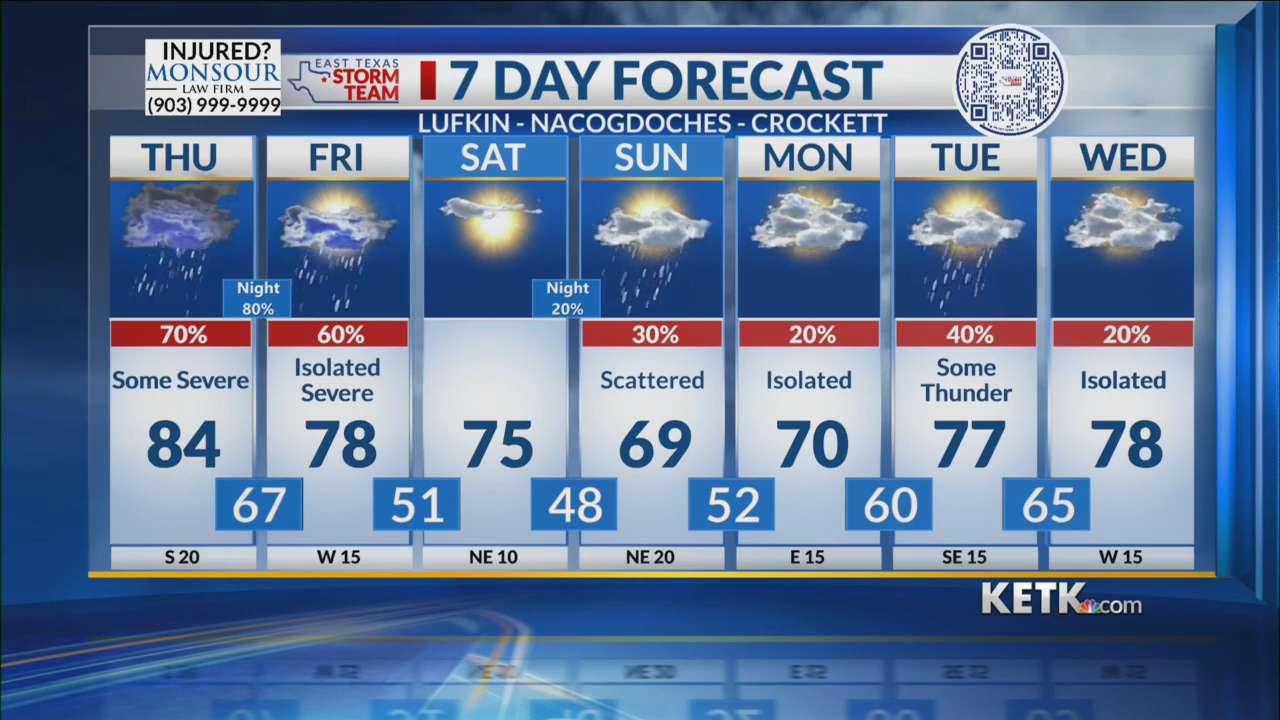 INJURED?
MONSOUR
LAW FIRM
(903) 999-9999
EAST TEXAS
STORM
TEAM
7 DAY FORECAST
LUFKIN - NACOGDOCHES - CROCKETT
THU FRI SAT SUN MON TUE WED
Night Night
80% 20%
70% 60% 30% 20% 40% 20%
Some Severe
Isolated
Severe
Scattered
Isolated
Some
Thunder
Isolated
84 78 75 69 70 77 78
67 51 48 52 60 65
S 20 W 15 NE 10 NE 20 E 15 SE 15 W 15
KETK.com